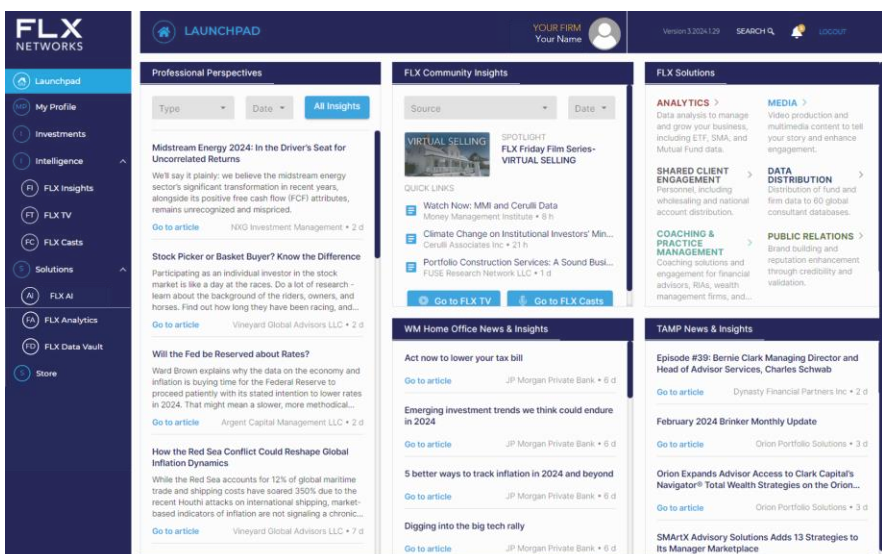 FLX
NETWORKS
Launchpad
MP
My Profile
I
Investments
I
Intelligence
FI
FLX Insights
FT
FLX TV
FC
FLX Casts
S
Solutions
AI
FLX AI
FA
FLX Analytics
FD
FLX Data Vault
S
Store
LAUNCHPAD
YOUR FIRM
Your Name
Version 3.2024.1.29
SEARCH
LOGOUT
Professional Perspectives
Type
Date
All Insights
Midstream Energy 2024: In the Driver's Seat for
Uncorrelated Returns
We'll say it plainly: we believe the midstream energy
sector's significant transformation in recent years,
alongside its positive free cash flow (FCF) attributes,
remains unrecognized and mispriced.
Go to article
NXG Investment Management • 2 d
Stock Picker or Basket Buyer? Know the Difference
Participating as an individual investor in the stock
market is like a day at the races. Do a lot of research -
learn about the background of the riders, owners, and
horses. Find out how long they have been racing, and...
Go to article
Vineyard Global Advisors LLC • 2 d
Will the Fed be Reserved about Rates?
Ward Brown explains why the data on the economy and
inflation is buying time for the Federal Reserve to
proceed patiently with its stated intention to lower rates
in 2024. That might mean a slower, more methodical...
Go to article
Argent Capital Management LLC • 2 d
How the Red Sea Conflict Could Reshape Global
Inflation Dynamics
While the Red Sea accounts for 12% of global maritime
trade and shipping costs have soared 350% due to the
recent Houthi attacks on international shipping, market-
based indicators of inflation are not signaling a chronic...
Go to article
Vineyard Global Advisors LLC • 7 d
FLX Community Insights
Source
Date
VIRTUAL SELLING
SPOTLIGHT
FLX Friday Film Series-
VIRTUAL SELLING
QUICK LINKS
Watch Now: MMI and Cerulli Data
Money Management Institute • 8 h
Climate Change on Institutional Investors' Min...
Cerulli Associates Inc • 21 h
Portfolio Construction Services: A Sound Busi...
FUSE Research Network LLC • 1 d
Go to FLX TV
Go to FLX Casts
WM Home Office News & Insights
Act now to lower your tax bill
Go to article
JP Morgan Private Bank • 6 d
Emerging investment trends we think could endure
in 2024
Go to article
JP Morgan Private Bank • 6 d
5 better ways to track inflation in 2024 and beyond
Go to article
JP Morgan Private Bank • 6 d
Digging into the big tech rally
Go to article
JP Morgan Private Bank • 6 d
FLX Solutions
ANALYTICS >
Data analysis to manage
and grow your business,
including ETF, SMA, and
Mutual Fund data.
MEDIA >
Video production and
multimedia content to tell
your story and enhance
engagement.
SHARED CLIENT
ENGAGEMENT >
Personnel, including
wholesaling and national
account distribution.
DATA
DISTRIBUTION >
Distribution of fund and
firm data to 60 global
consultant databases.
COACHING &
PRACTICE
MANAGEMENT >
Coaching solutions and
engagement for financial
advisors, RIAs, wealth
management firms, and...
PUBLIC RELATIONS >
Brand building and
reputation enhancement
through credibility and
validation.
TAMP News & Insights
Episode #39: Bernie Clark Managing Director and
Head of Advisor Services, Charles Schwab
Go to article
Dynasty Financial Partners Inc • 2 d
February 2024 Brinker Monthly Update
Go to article
Orion Portfolio Solutions • 3 d
Orion Expands Advisor Access to Clark Capital's
Navigator® Total Wealth Strategies on the Orion...
Go to article
Orion Portfolio Solutions • 3 d
SMArtX Advisory Solutions Adds 13 Strategies to
Its Manager Marketplace